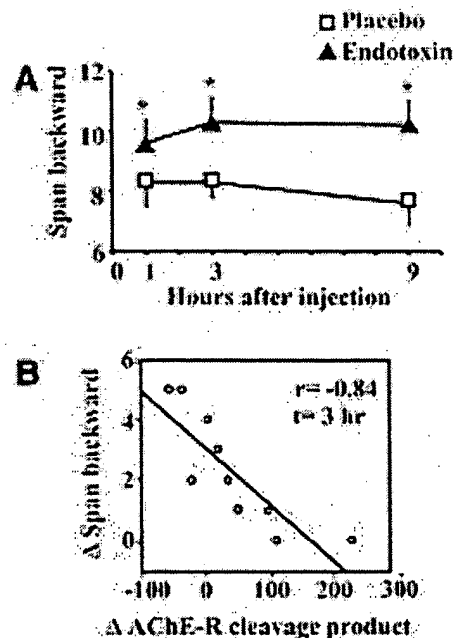 Placebo
Endotoxin
A
Span backward
12
10
8
6
* * *
0 1 3 9
Hours after injection
B
Δ Span backward
6
4
2
0
r= -0.84
t= 3 hr
-100 0 100 200 300
Δ AChE-R cleavage product